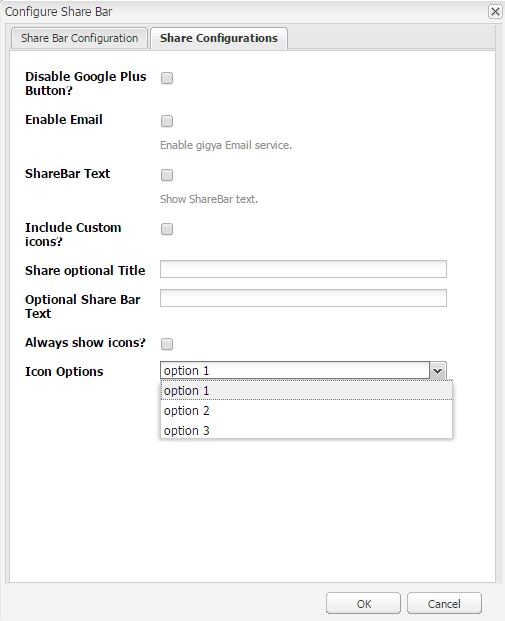 Configure Share Bar
Share Bar Configuration
Share Configurations
Disable Google Plus
Button?
Enable Email
Enable gigya Email service.
ShareBar Text
Show ShareBar text.
Include Custom
icons?
Share optional Title
Optional Share Bar
Text
Always show icons?
Icon Options
option 1
option 1
option 2
option 3
OK
Cancel